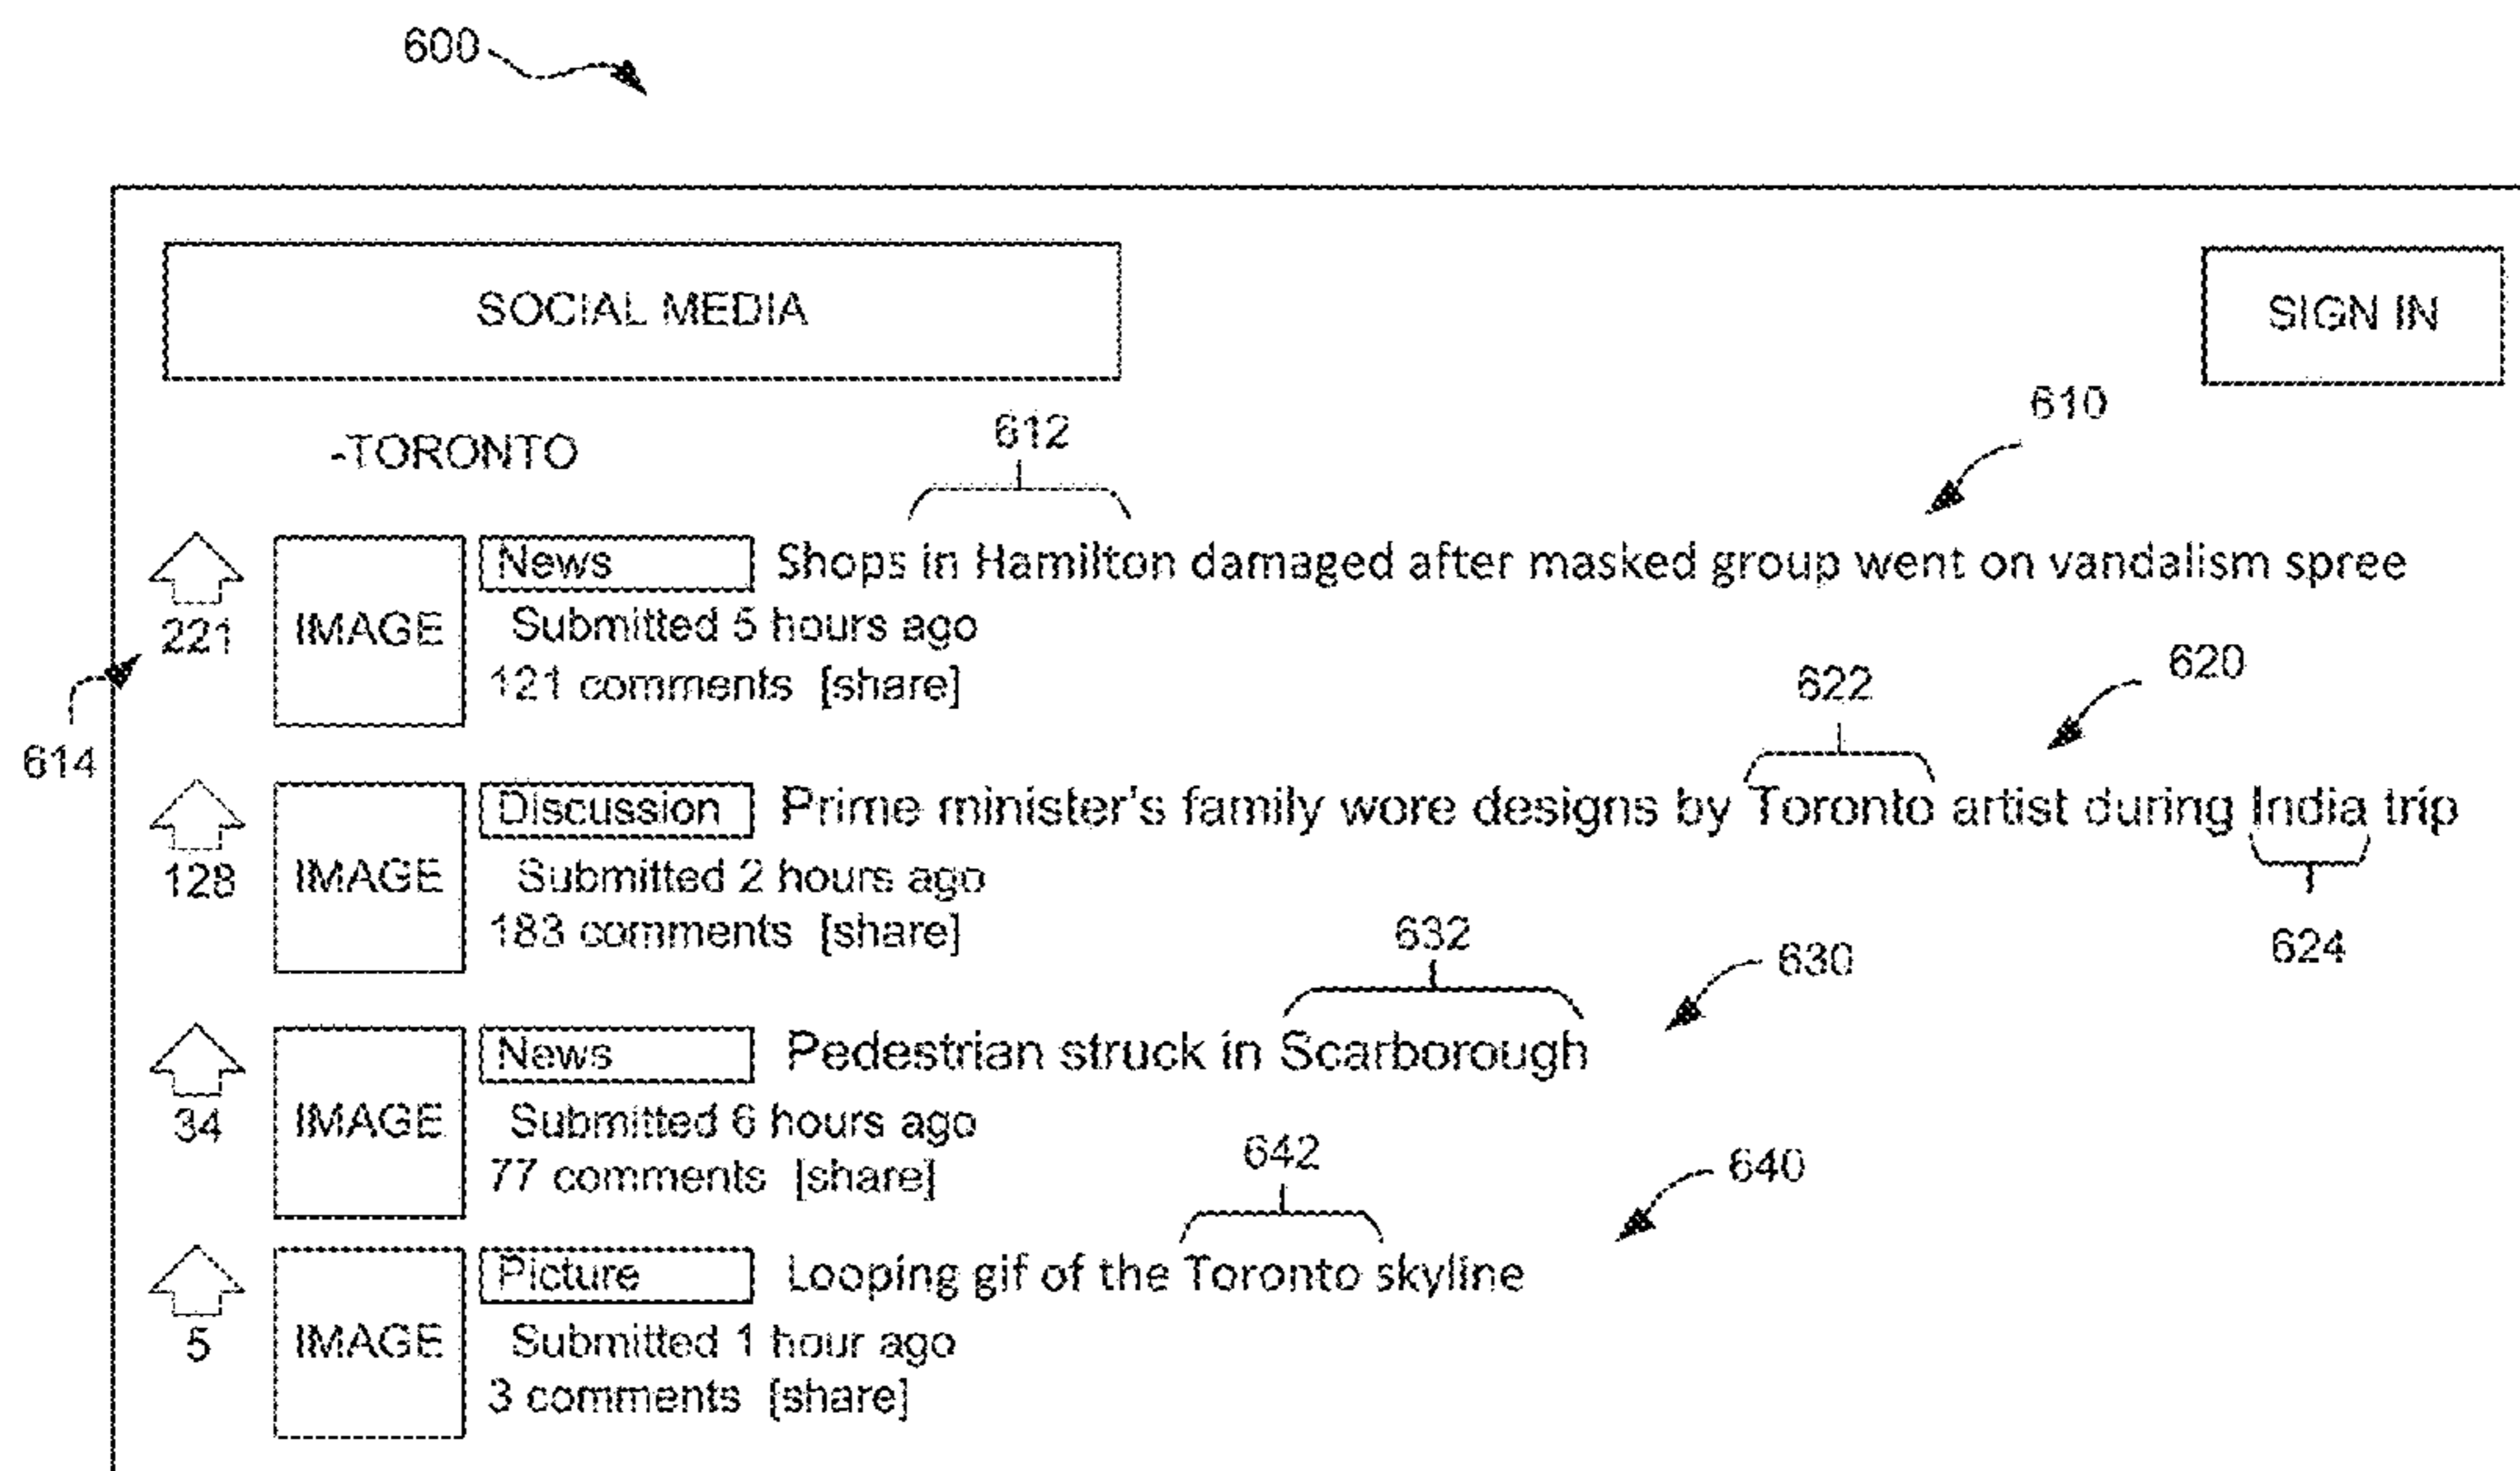 600
SOCIAL MEDIA
SIGN IN
610
612
-TORONTO
News Shops in Hamilton damaged after masked group went on vandalism spree
221 IMAGE Submitted 5 hours ago
121 comments [share]
614
620
622
Discussion Prime minister's family wore designs by Toronto artist during India trip
128 IMAGE Submitted 2 hours ago
183 comments [share]
624
632
630
News Pedestrian struck in Scarborough
34 IMAGE Submitted 6 hours ago
77 comments [share]
642
640
Picture Looping gif of the Toronto skyline
5 IMAGE Submitted 1 hour ago
3 comments [share]